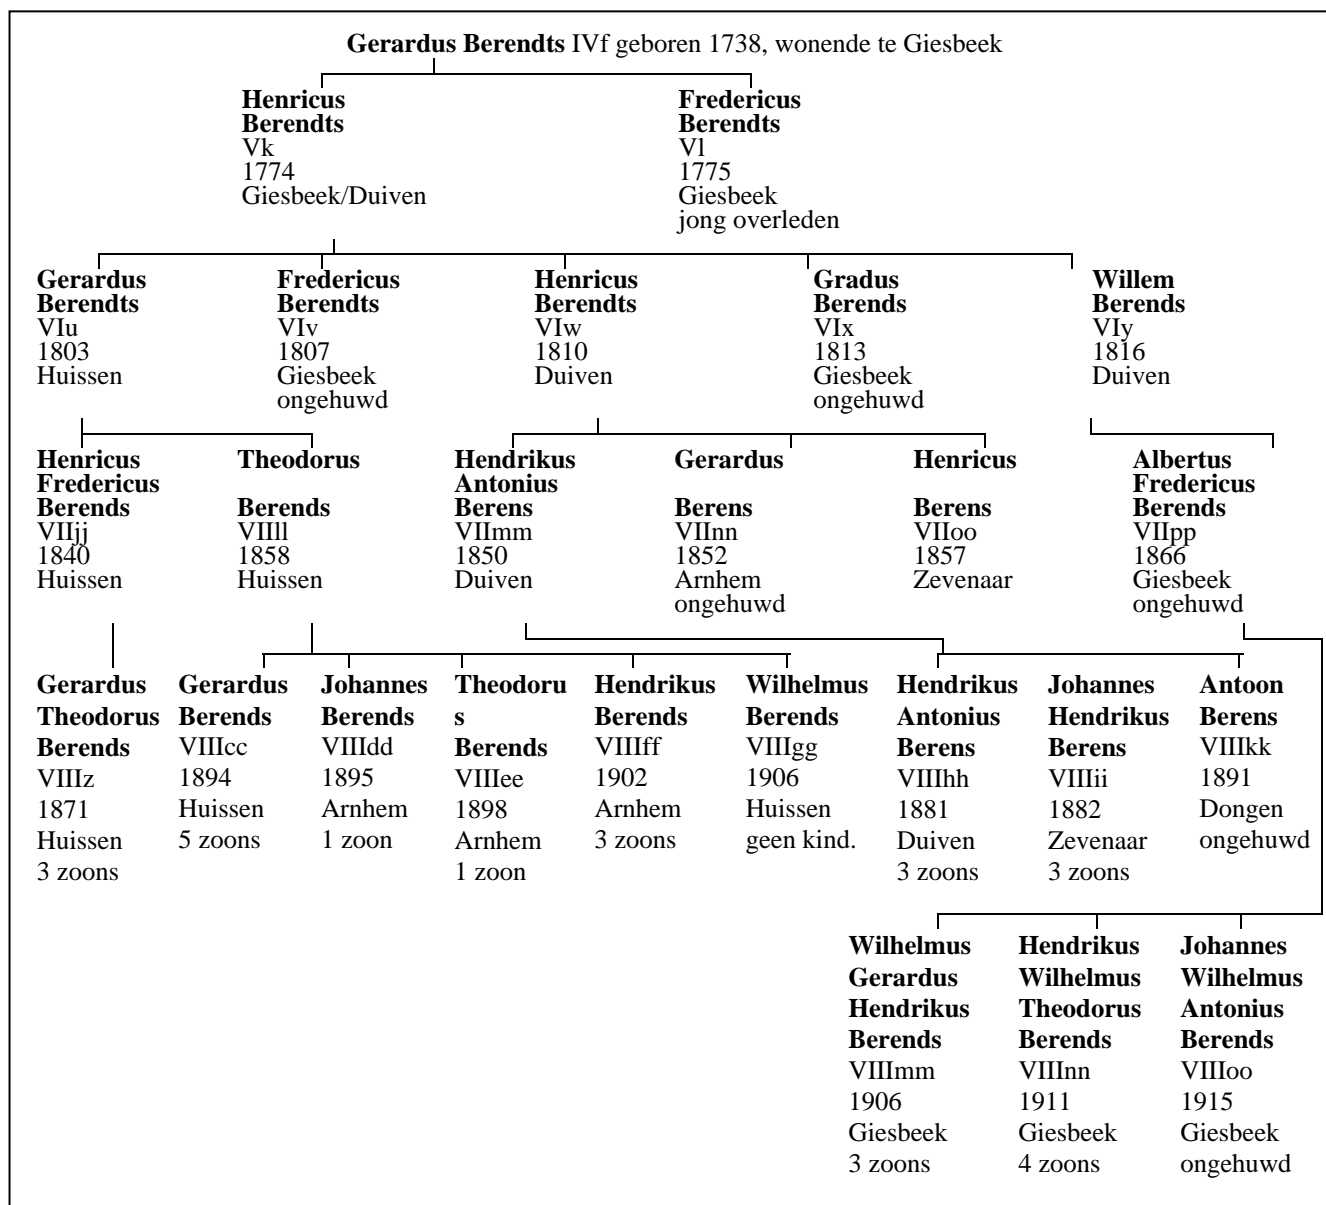 Gerardus Berendts IVf geboren 1738, wonende te Giesbeek
Henricus
Berendts
Vk
1774
Giesbeek/Duiven
Fredericus
Berendts
Vl
1775
Giesbeek
jong overleden
Gerardus
Berendts
VIu
1803
Huissen
Fredericus
Berendts
VIv
1807
Giesbeek
ongehuwd
Henricus
Berendts
VIw
1810
Duiven
Gradus
Berends
VIx
1813
Giesbeek
ongehuwd
Willem
Berends
VIy
1816
Duiven
Henricus
Fredericus
Berends
VIIjj
1840
Huissen
Theodorus
Berends
VIIll
1858
Huissen
Hendrikus
Antonius
Berens
VIImm
1850
Duiven
Gerardus
Berens
VIInn
1852
Arnhem
ongehuwd
Henricus
Berens
VIIoo
1857
Zevenaar
Albertus
Fredericus
Berends
VIIpp
1866
Giesbeek
ongehuwd
Gerardus
Theodorus
Berends
VIIIz
1871
Huissen
3 zoons
Gerardus
Berends
VIIIcc
1894
Huissen
5 zoons
Johannes
Berends
VIIIdd
1895
Arnhem
1 zoon
Theodoru
s
Berends
VIIIee
1898
Arnhem
1 zoon
Hendrikus
Berends
VIIIff
1902
Arnhem
3 zoons
Wilhelmus
Berends
VIIIgg
1906
Huissen
geen kind.
Hendrikus
Antonius
Berens
VIIIhh
1881
Duiven
3 zoons
Johannes
Hendrikus
Berens
VIIIii
1882
Zevenaar
3 zoons
Antoon
Berens
VIIIkk
1891
Dongen
ongehuwd
Wilhelmus
Gerardus
Hendrikus
Berends
VIIImm
1906
Giesbeek
3 zoons
Hendrikus
Wilhelmus
Theodorus
Berends
VIIInn
1911
Giesbeek
4 zoons
Johannes
Wilhelmus
Antonius
Berends
VIIIoo
1915
Giesbeek
ongehuwd